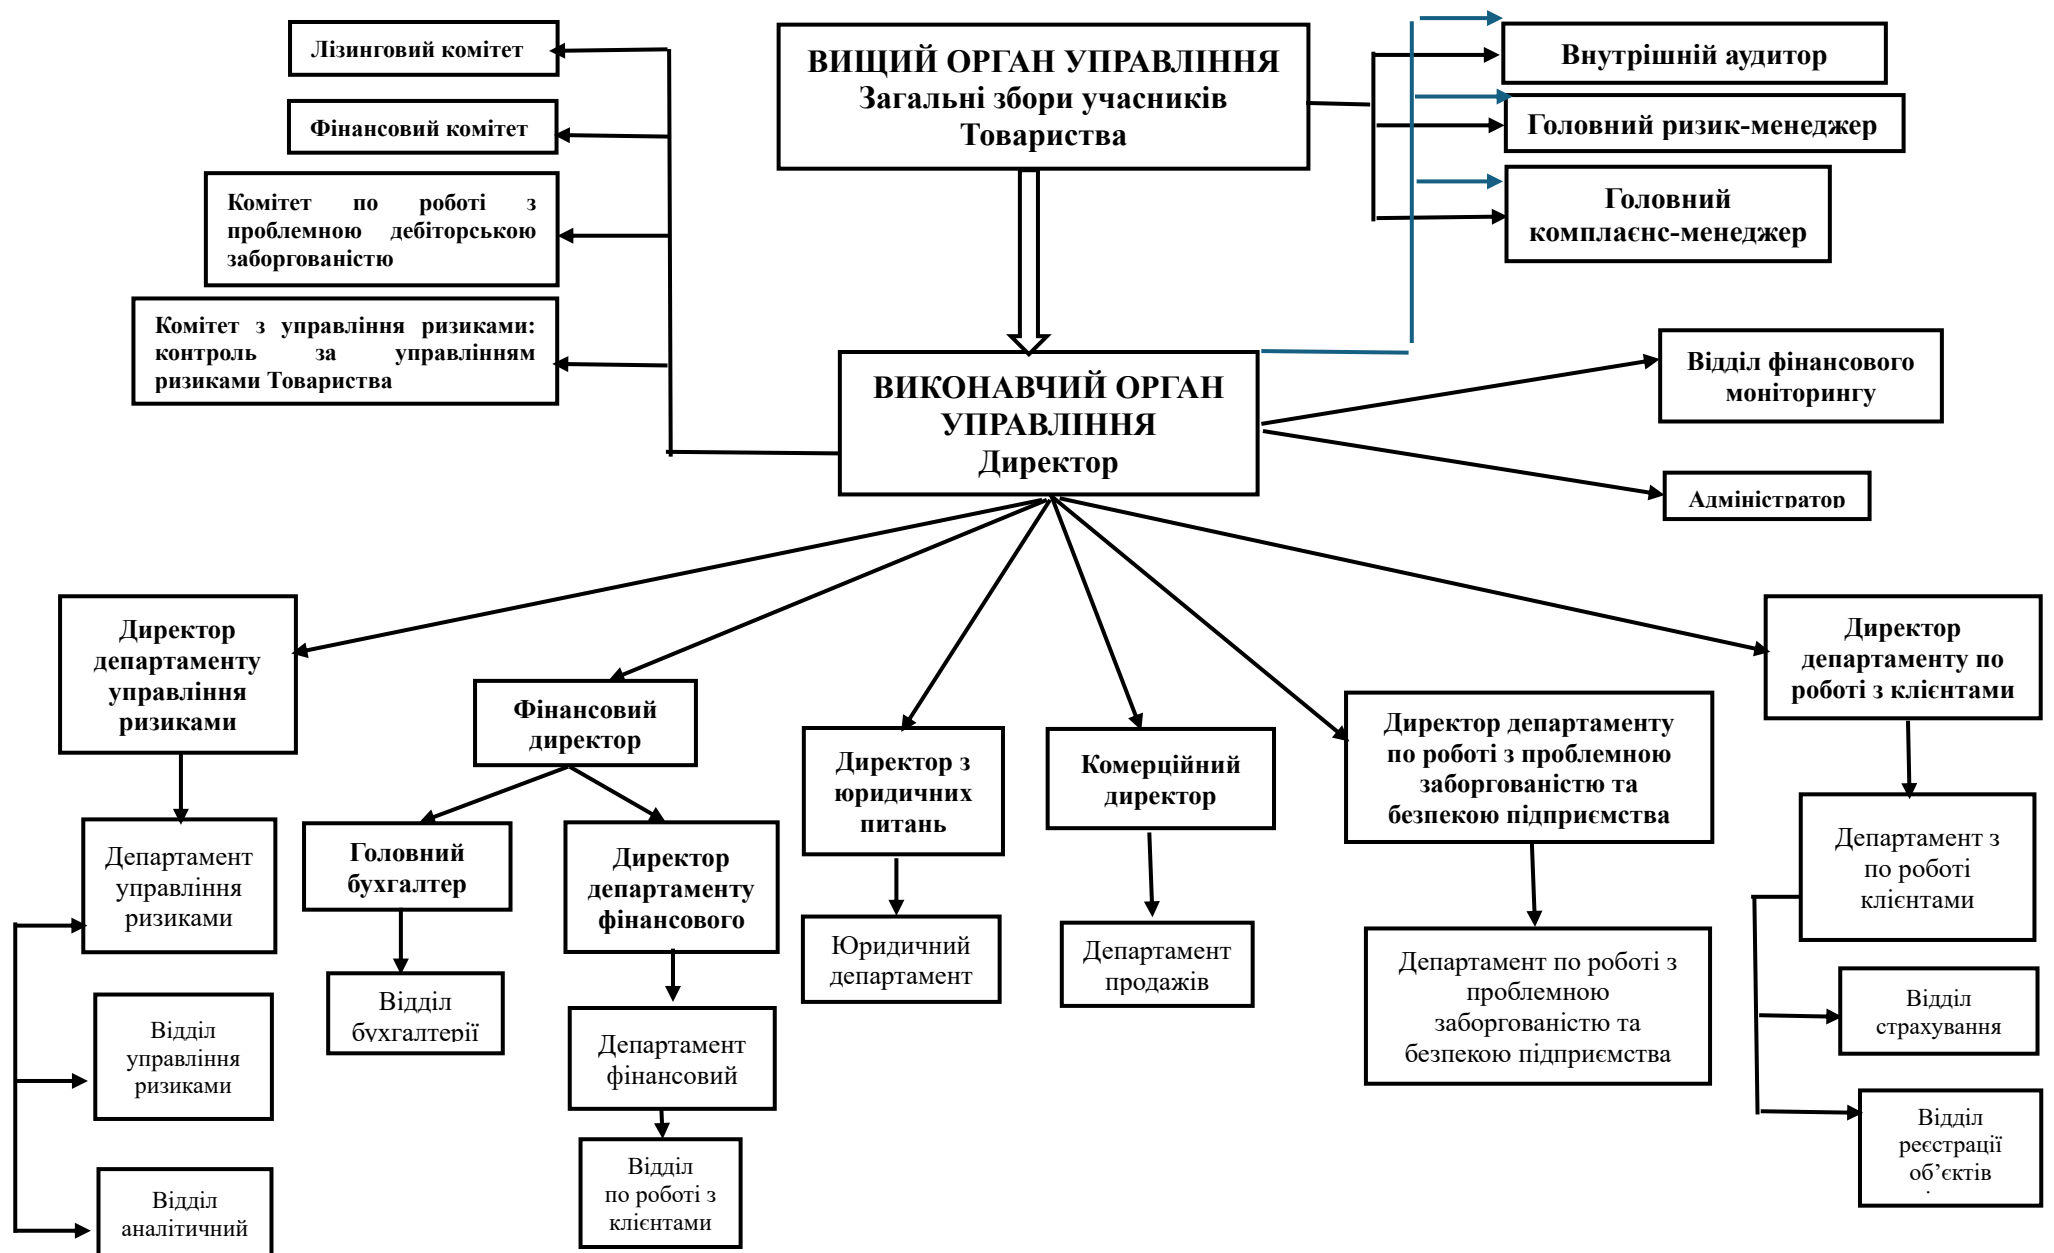 Лізинговий комітет
Фінансовий комітет
Комітет по роботі з
проблемною дебіторською
заборгованістю
Комітет з управління ризиками:
контроль за управлінням
ризиками Товариства
ВИЩИЙ ОРГАН УПРАВЛІННЯ
Загальні збори учасників
Товариства
Внутрішній аудитор
Головний ризик-менеджер
Головний
комплаєнс-менеджер
ВИКОНАВЧИЙ ОРГАН
УПРАВЛІННЯ
Директор
Відділ фінансового
моніторингу
Адміністратор
Директор
департаменту
управління
ризиками
Фінансовий
директор
Директор з
юридичних
питань
Комерційний
директор
Директор департаменту
по роботі з проблемною
заборгованістю та
безпекою підприємства
Директор
департаменту по
роботі з клієнтами
Департамент
управління
ризиками
Головний
бухгалтер
Директор
департаменту
фінансового
Юридичний
департамент
Департамент
продажів
Департамент по роботі з
проблемною
заборгованістю та
безпекою підприємства
Департамент з
по роботі
клієнтами
Відділ
управління
ризиками
Відділ
бухгалтерії
Департамент
фінансовий
Відділ
страхування
Відділ
аналітичний
Відділ
по роботі з
клієнтами
Відділ
реєстрації
об’єктів